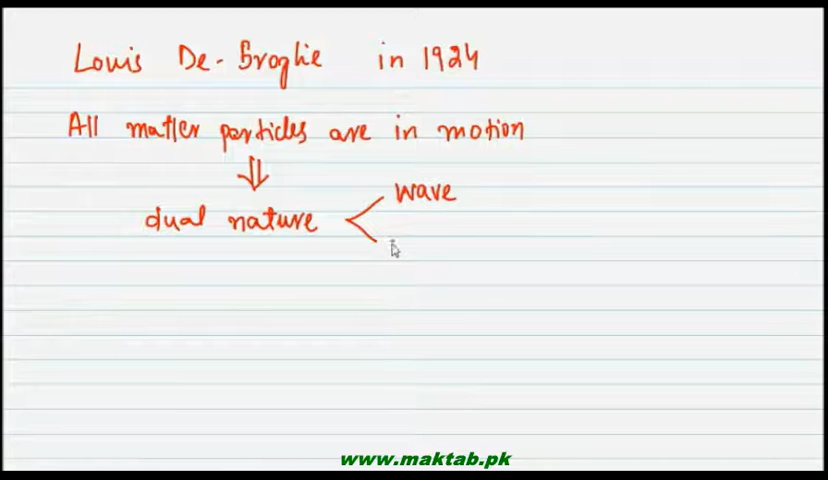 Louis De-Broglie in 1924
All matter particles are in motion
⇓
dual nature < wave
www.maktab.pk